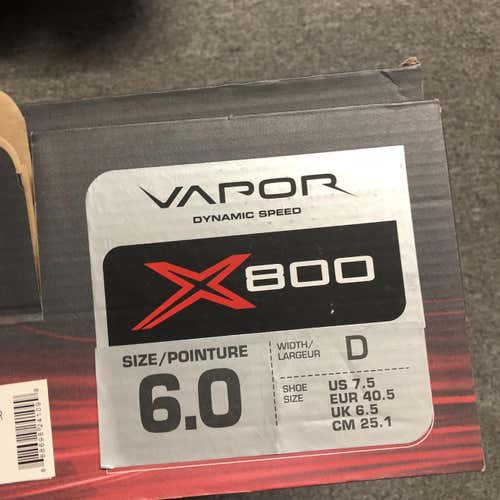 VAPOR
DYNAMIC SPEED
X800
SIZE/POINTURE
6.0
WIDTH/
LARGEUR
D
SHOE
SIZE
US 7.5
EUR 40.5
UK 6.5
CM 25.1